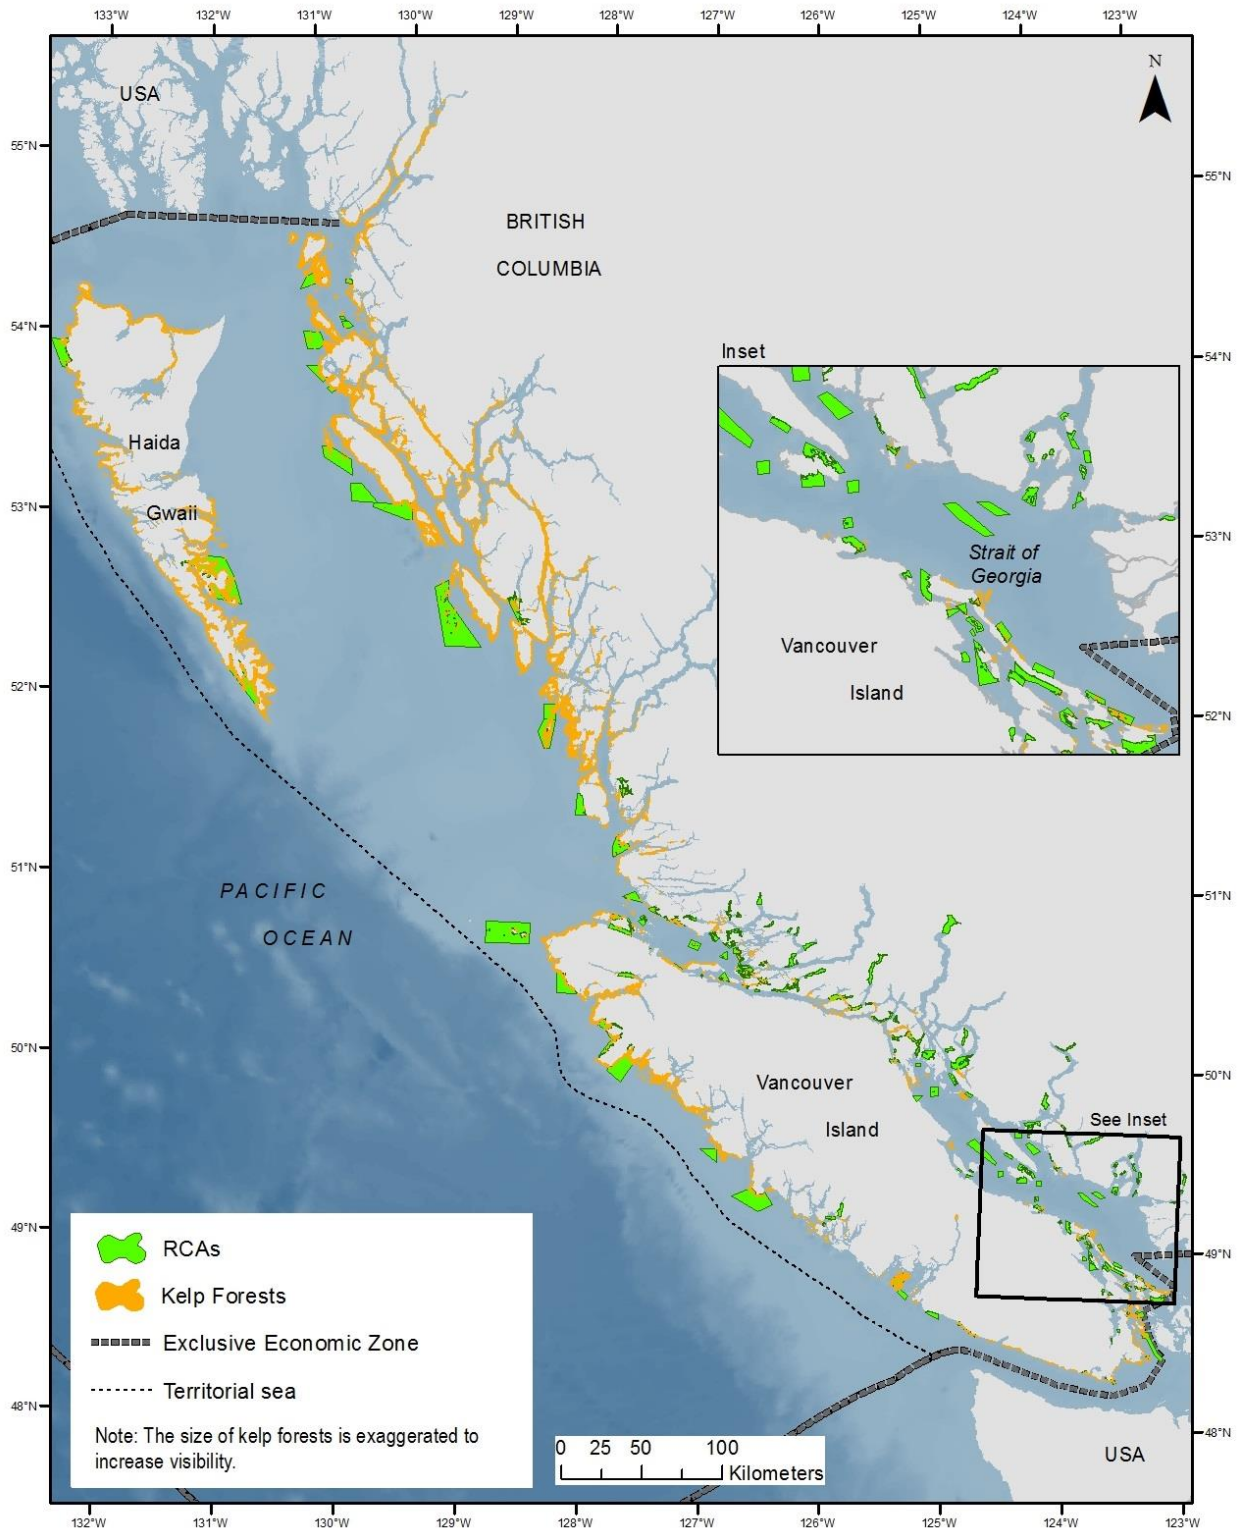 133°W 132°W 131°W 130°W 129°W 128°W 127°W 126°W 125°W 124°W 123°W
N
USA
55°N
55°N
BRITISH
COLUMBIA
54°N
54°N
Inset
Haida
Gwaii
53°N
53°N
Strait of
Georgia
Vancouver
Island
52°N
52°N
51°N
51°N
PACIFIC
OCEAN
50°N
50°N
Vancouver
Island
See Inset
49°N
49°N
RCAs
Kelp Forests
Exclusive Economic Zone
Territorial sea
Note: The size of kelp forests is exaggerated to
increase visibility.
48°N
48°N
0 25 50 100
Kilometers
USA
132°W 131°W 130°W 129°W 128°W 127°W 126°W 125°W 124°W 123°W